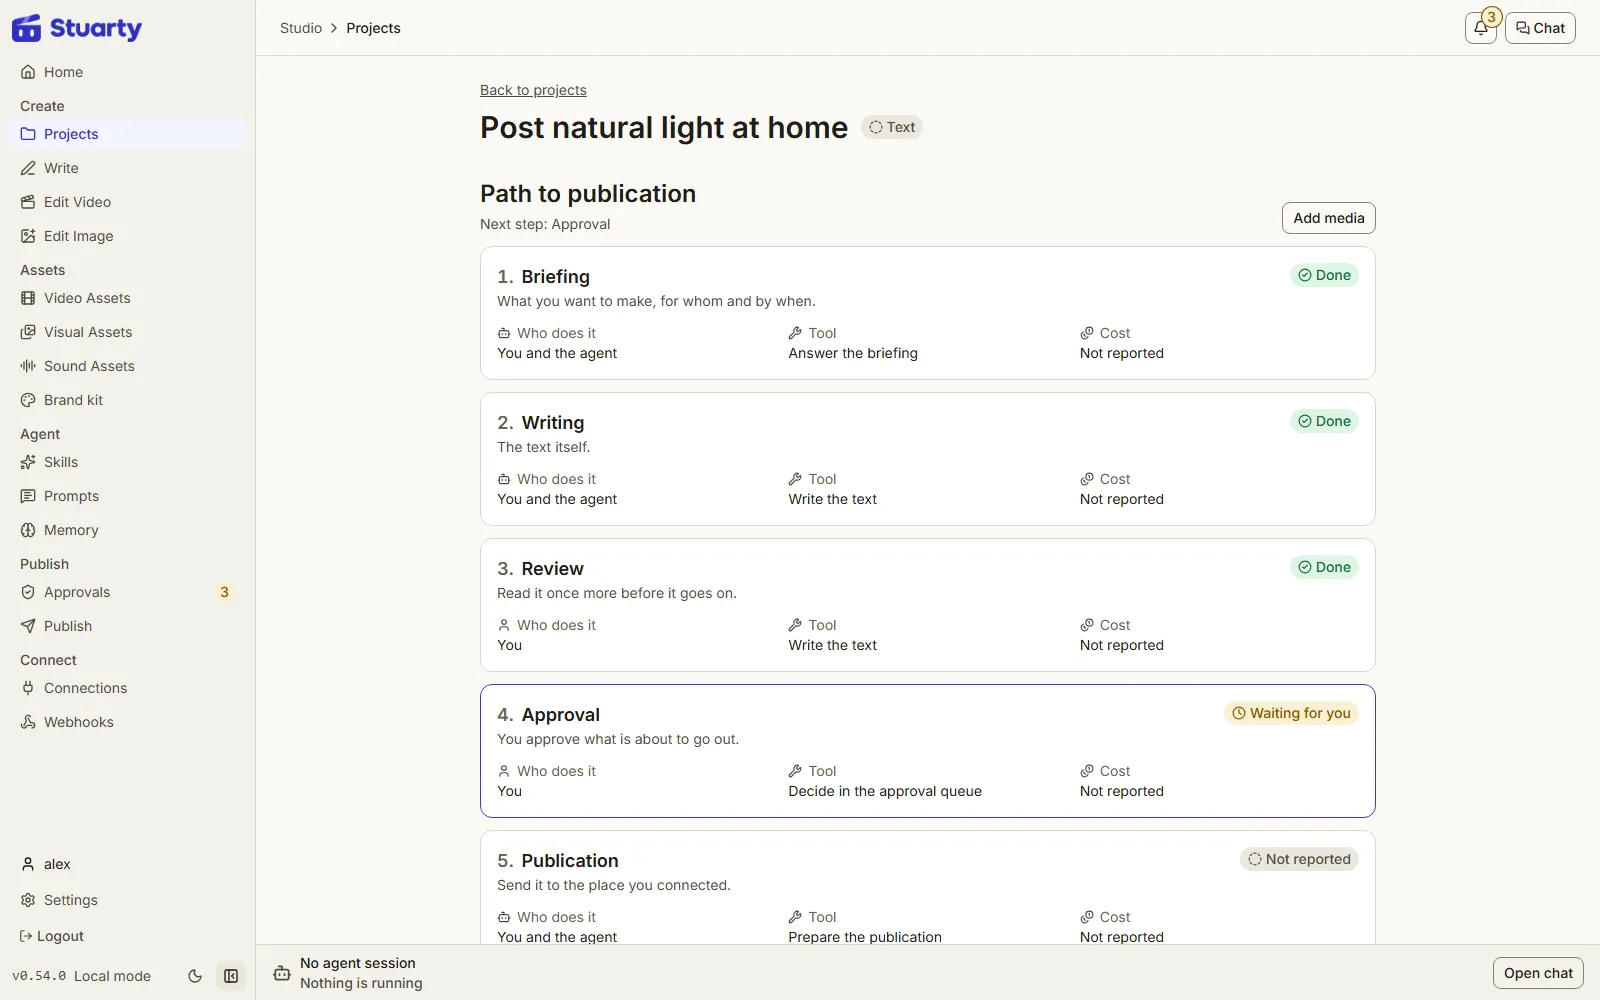 Stuarty
Home
Create
Projects
Write
Edit Video
Edit Image
Assets
Video Assets
Visual Assets
Sound Assets
Brand kit
Agent
Skills
Prompts
Memory
Publish
Approvals 3
Publish
Connect
Connections
Webhooks
alex
Settings
Logout
v0.54.0 Local mode
Studio > Projects
3
Chat
Back to projects
Post natural light at home Text
Path to publication
Next step: Approval
Add media
1. Briefing Done
What you want to make, for whom and by when.
Who does it Tool Cost
You and the agent Answer the briefing Not reported
2. Writing Done
The text itself.
Who does it Tool Cost
You and the agent Write the text Not reported
3. Review Done
Read it once more before it goes on.
Who does it Tool Cost
You Write the text Not reported
4. Approval Waiting for you
You approve what is about to go out.
Who does it Tool Cost
You Decide in the approval queue Not reported
5. Publication Not reported
Send it to the place you connected.
Who does it Tool Cost
You and the agent Prepare the publication Not reported
No agent session
Nothing is running
Open chat